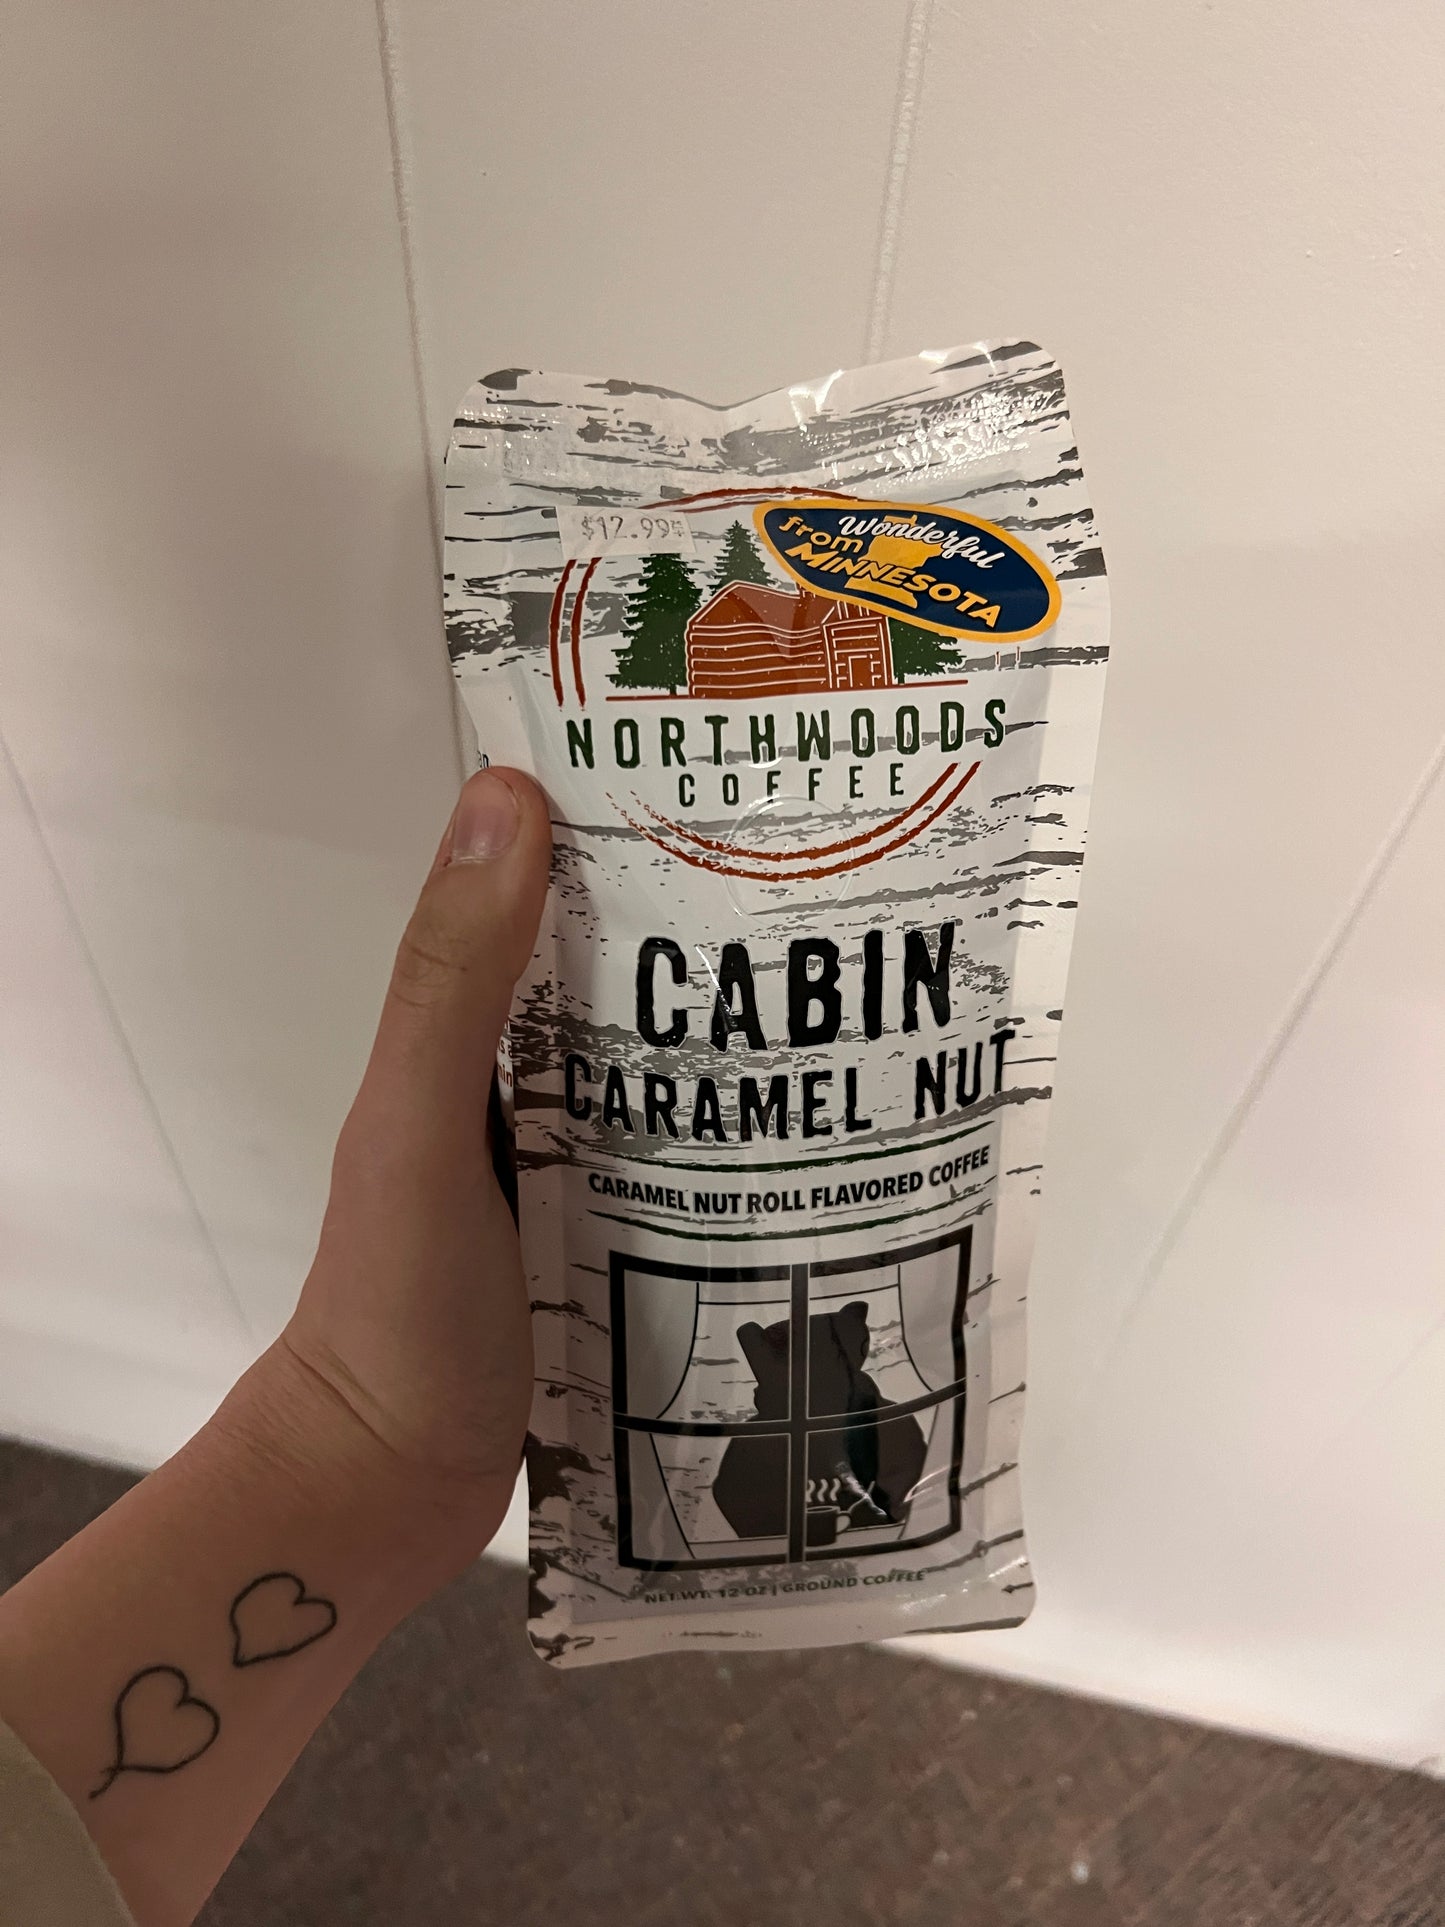 $12.99
Wonderful
from
MINNESOTA
NORTHWOODS
COFFEE
CABIN
CARAMEL NUT
CARAMEL NUT ROLL FLAVORED COFFEE
NET WT. 12 OZ | GROUND COFFEE